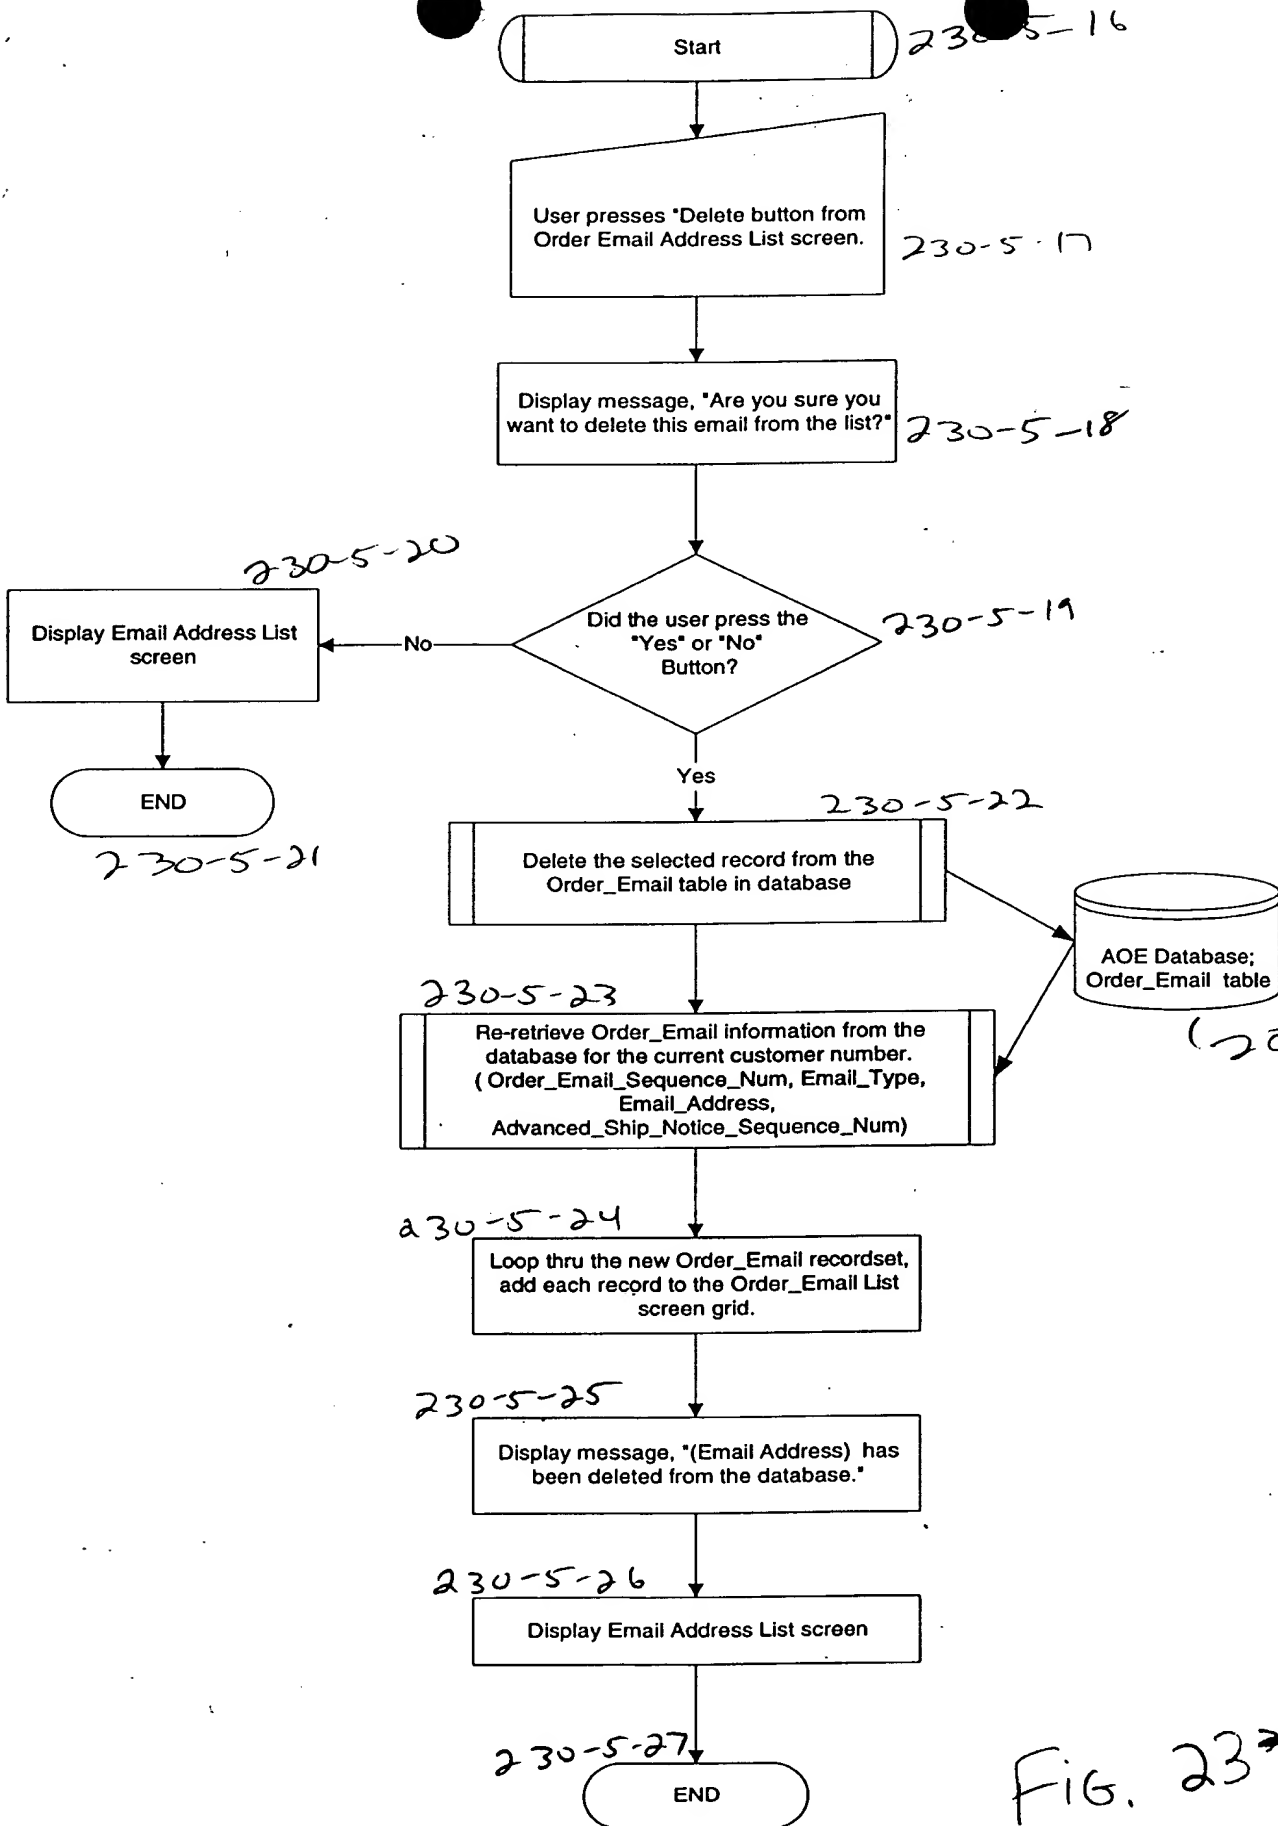 Start
230-5-16
User presses "Delete button from
Order Email Address List screen.
230-5-17
Display message, "Are you sure you
want to delete this email from the list?"
230-5-18
230-5-20
Display Email Address List
screen
No
Did the user press the
"Yes" or "No"
Button?
230-5-19
END
230-5-21
Yes
230-5-22
Delete the selected record from the
Order_Email table in database
AOE Database;
Order_Email table
230-5-23
Re-retrieve Order_Email information from the
database for the current customer number.
( Order_Email_Sequence_Num, Email_Type,
Email_Address,
Advanced_Ship_Notice_Sequence_Num)
230-5-24
Loop thru the new Order_Email recordset,
add each record to the Order_Email List
screen grid.
230-5-25
Display message, "(Email Address) has
been deleted from the database."
230-5-26
Display Email Address List screen
230-5-27
END
FIG. 23